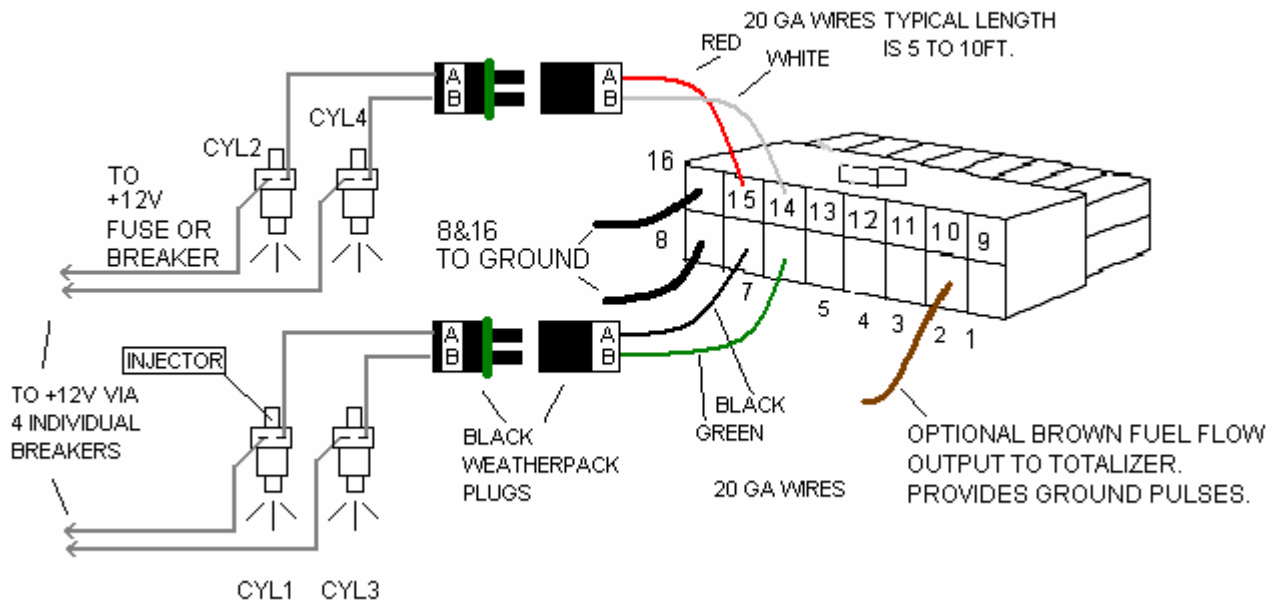 20 GA WIRES TYPICAL LENGTH
IS 5 TO 10FT.
RED
WHITE
A
B
A
B
CYL2
CYL4
TO
+12V
FUSE OR
BREAKER
16
15
14
13
12
11
10
9
8
7
5
4
3
2
1
8&16
TO GROUND
A
B
A
B
INJECTOR
TO +12V VIA
4 INDIVIDUAL
BREAKERS
BLACK
WEATHERPACK
PLUGS
BLACK
GREEN
20 GA WIRES
OPTIONAL BROWN FUEL FLOW
OUTPUT TO TOTALIZER.
PROVIDES GROUND PULSES.
CYL1
CYL3